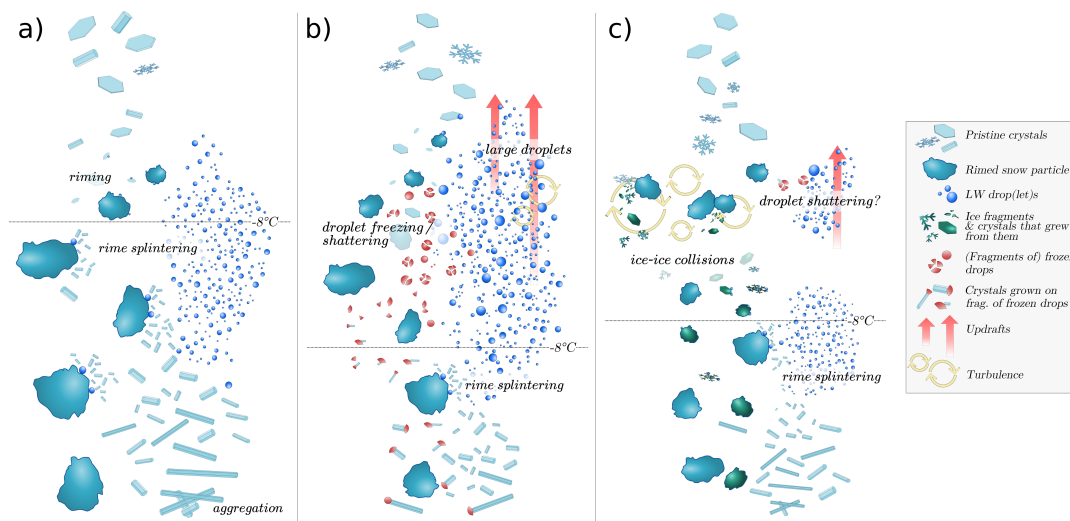 a)
riming
-8°C
rime splintering
aggregation
b)
large droplets
droplet freezing/
shattering
-8°C
rime splintering
c)
droplet shattering?
ice-ice collisions
-8°C
rime splintering
Pristine crystals
Rimed snow particle
LW drop(let)s
Ice fragments
& crystals that grew
from them
(Fragments of) frozen
drops
Crystals grown on
frag. of frozen drops
Updrafts
Turbulence